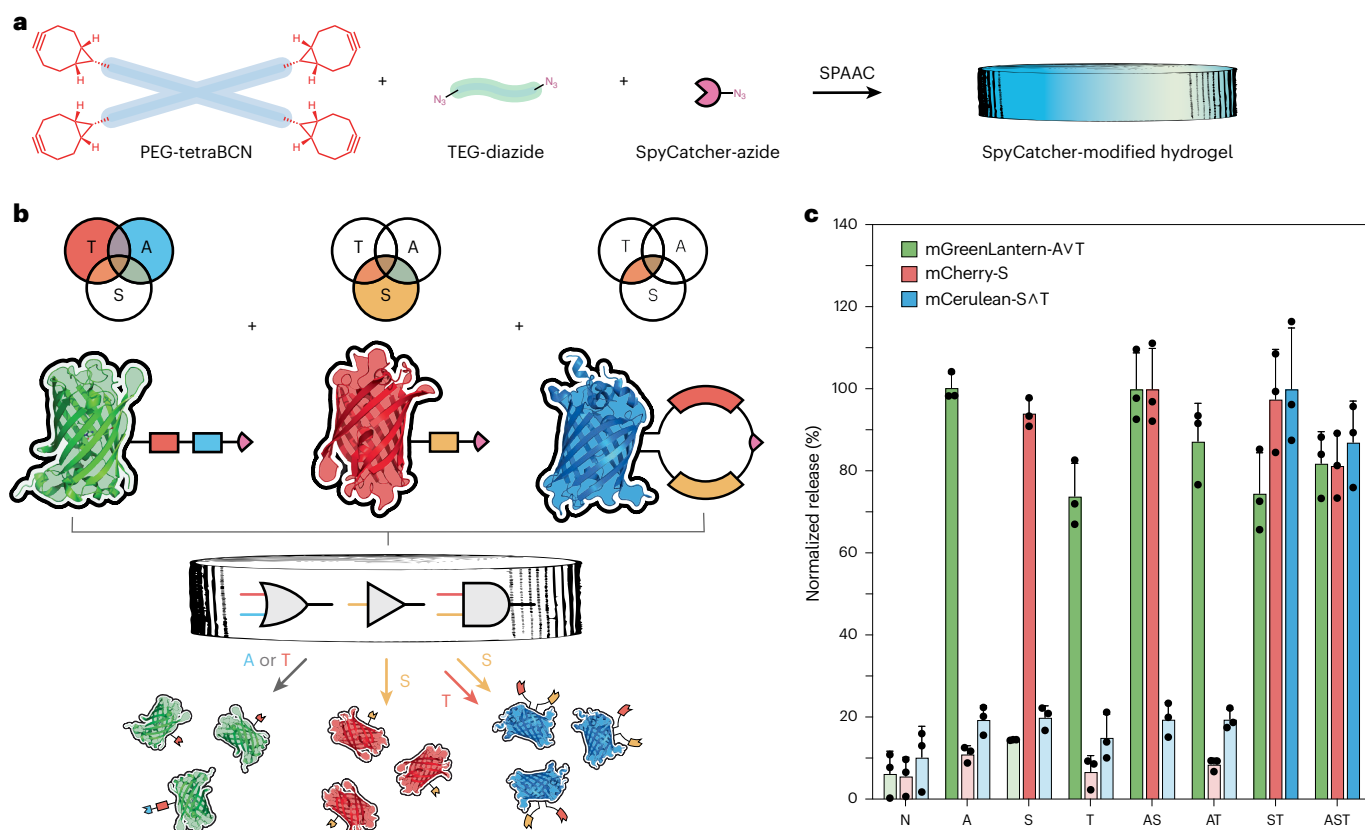 a
H
H
H
H
H
H
H
H
PEG-tetraBCN
+
N₃
N₃
TEG-diazide
+
N₃
SpyCatcher-azide
SPAAC
SpyCatcher-modified hydrogel
b
T A
S
+
T A
S
+
T A
S
A or T
S
T
S
c
Normalized release (%)
140
120
100
80
60
40
20
0
mGreenLantern-A∨T
mCherry-S
mCerulean-S∧T
N A S T AS AT ST AST